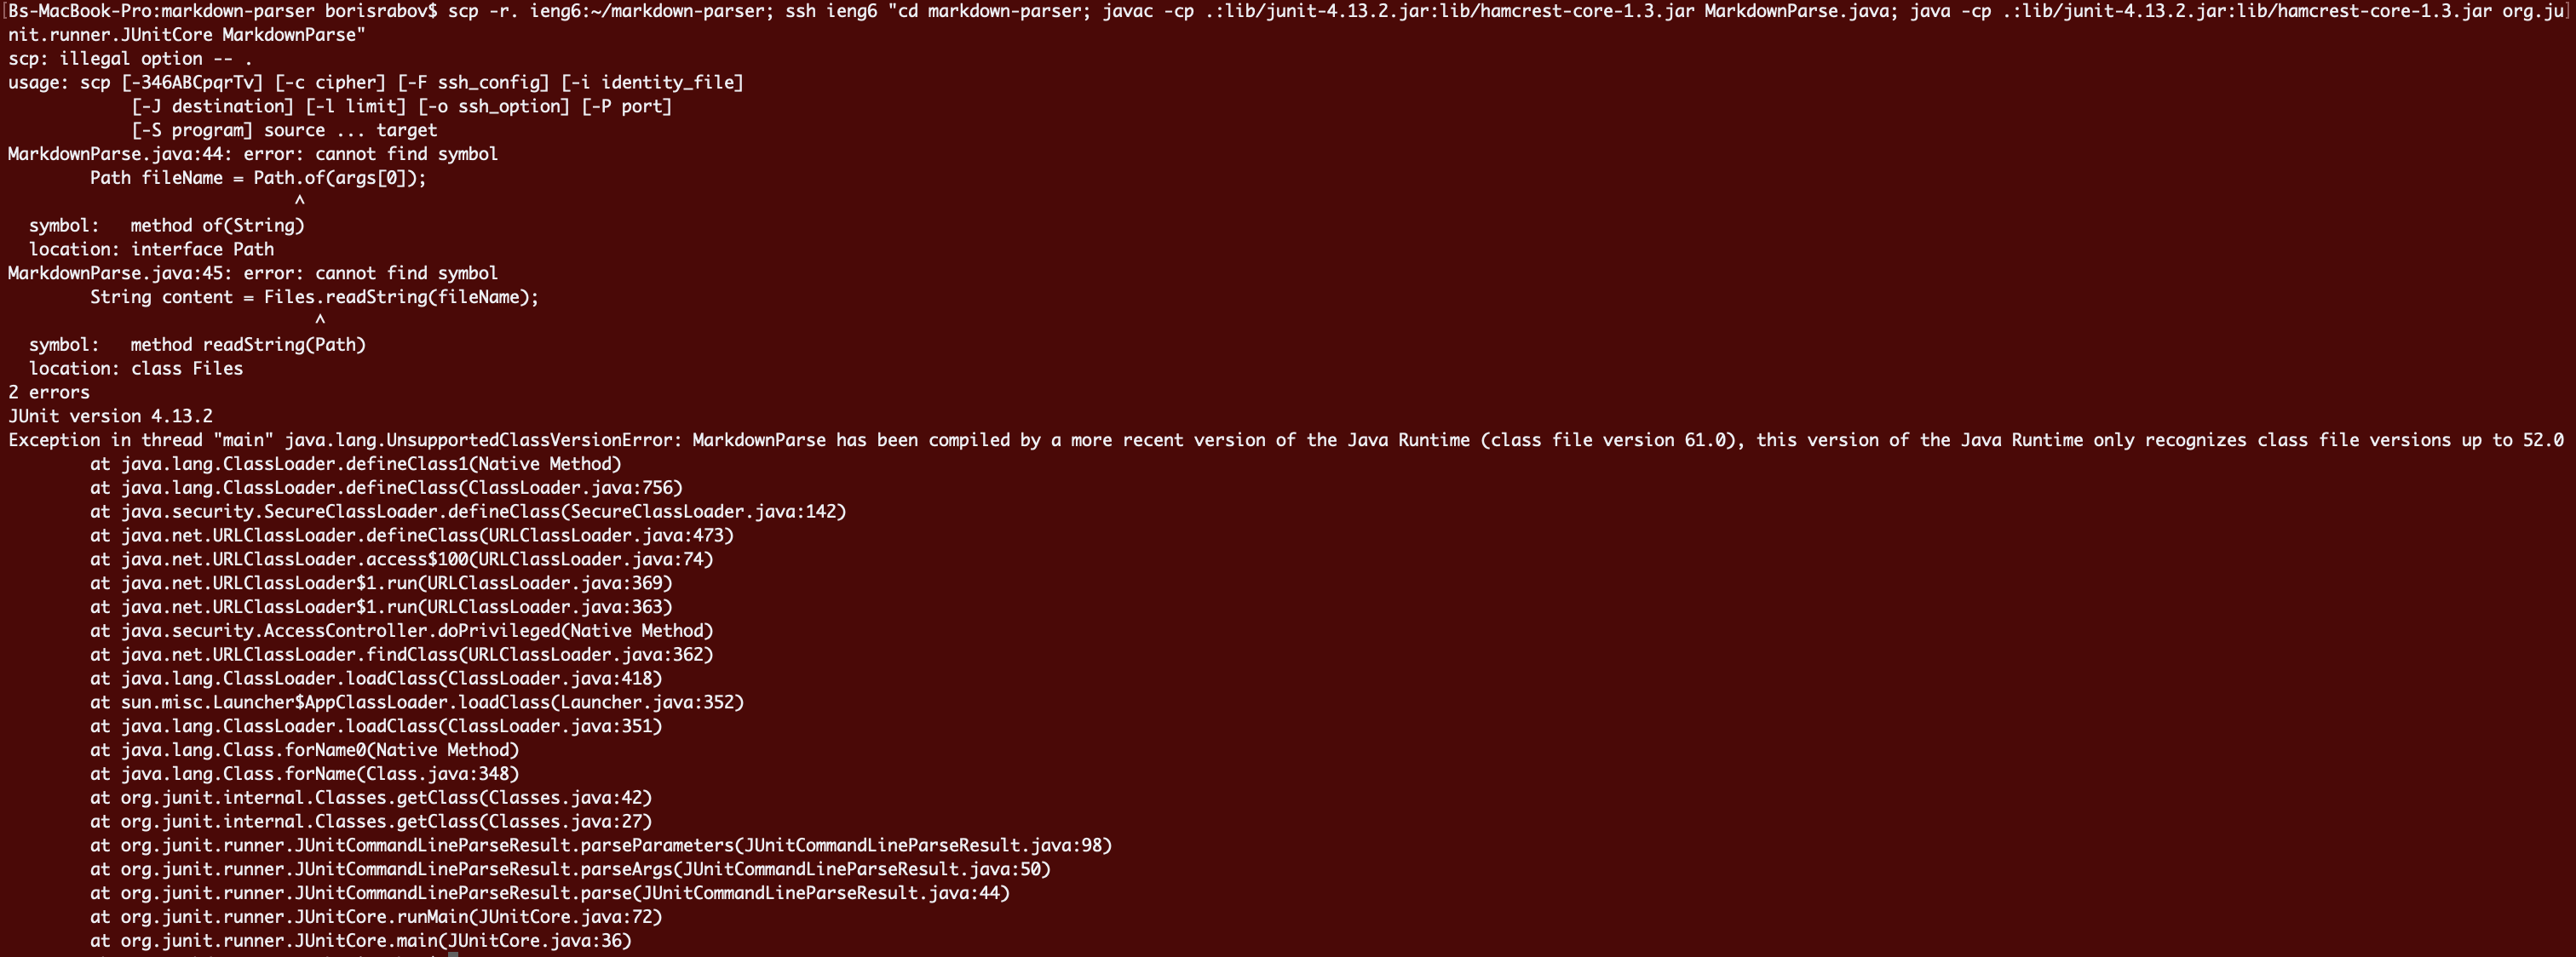 [Bs-MacBook-Pro:markdown-parser borisrabov$ scp -r. ieng6:~/markdown-parser; ssh ieng6 "cd markdown-parser; javac -cp .:lib/junit-4.13.2.jar:lib/hamcrest-core-1.3.jar MarkdownParse.java; java -cp .:lib/junit-4.13.2.jar:lib/hamcrest-core-1.3.jar org.ju]
nit.runner.JUnitCore MarkdownParse"
scp: illegal option -- .
usage: scp [-346ABCpqrTv] [-c cipher] [-F ssh_config] [-i identity_file]
            [-J destination] [-l limit] [-o ssh_option] [-P port]
            [-S program] source ... target
MarkdownParse.java:44: error: cannot find symbol
        Path fileName = Path.of(args[0]);
                            ^
  symbol:   method of(String)
  location: interface Path
MarkdownParse.java:45: error: cannot find symbol
        String content = Files.readString(fileName);
                              ^
  symbol:   method readString(Path)
  location: class Files
2 errors
JUnit version 4.13.2
Exception in thread "main" java.lang.UnsupportedClassVersionError: MarkdownParse has been compiled by a more recent version of the Java Runtime (class file version 61.0), this version of the Java Runtime only recognizes class file versions up to 52.0
        at java.lang.ClassLoader.defineClass1(Native Method)
        at java.lang.ClassLoader.defineClass(ClassLoader.java:756)
        at java.security.SecureClassLoader.defineClass(SecureClassLoader.java:142)
        at java.net.URLClassLoader.defineClass(URLClassLoader.java:473)
        at java.net.URLClassLoader.access$100(URLClassLoader.java:74)
        at java.net.URLClassLoader$1.run(URLClassLoader.java:369)
        at java.net.URLClassLoader$1.run(URLClassLoader.java:363)
        at java.security.AccessController.doPrivileged(Native Method)
        at java.net.URLClassLoader.findClass(URLClassLoader.java:362)
        at java.lang.ClassLoader.loadClass(ClassLoader.java:418)
        at sun.misc.Launcher$AppClassLoader.loadClass(Launcher.java:352)
        at java.lang.ClassLoader.loadClass(ClassLoader.java:351)
        at java.lang.Class.forName0(Native Method)
        at java.lang.Class.forName(Class.java:348)
        at org.junit.internal.Classes.getClass(Classes.java:42)
        at org.junit.internal.Classes.getClass(Classes.java:27)
        at org.junit.runner.JUnitCommandLineParseResult.parseParameters(JUnitCommandLineParseResult.java:98)
        at org.junit.runner.JUnitCommandLineParseResult.parseArgs(JUnitCommandLineParseResult.java:50)
        at org.junit.runner.JUnitCommandLineParseResult.parse(JUnitCommandLineParseResult.java:44)
        at org.junit.runner.JUnitCore.runMain(JUnitCore.java:72)
        at org.junit.runner.JUnitCore.main(JUnitCore.java:36)